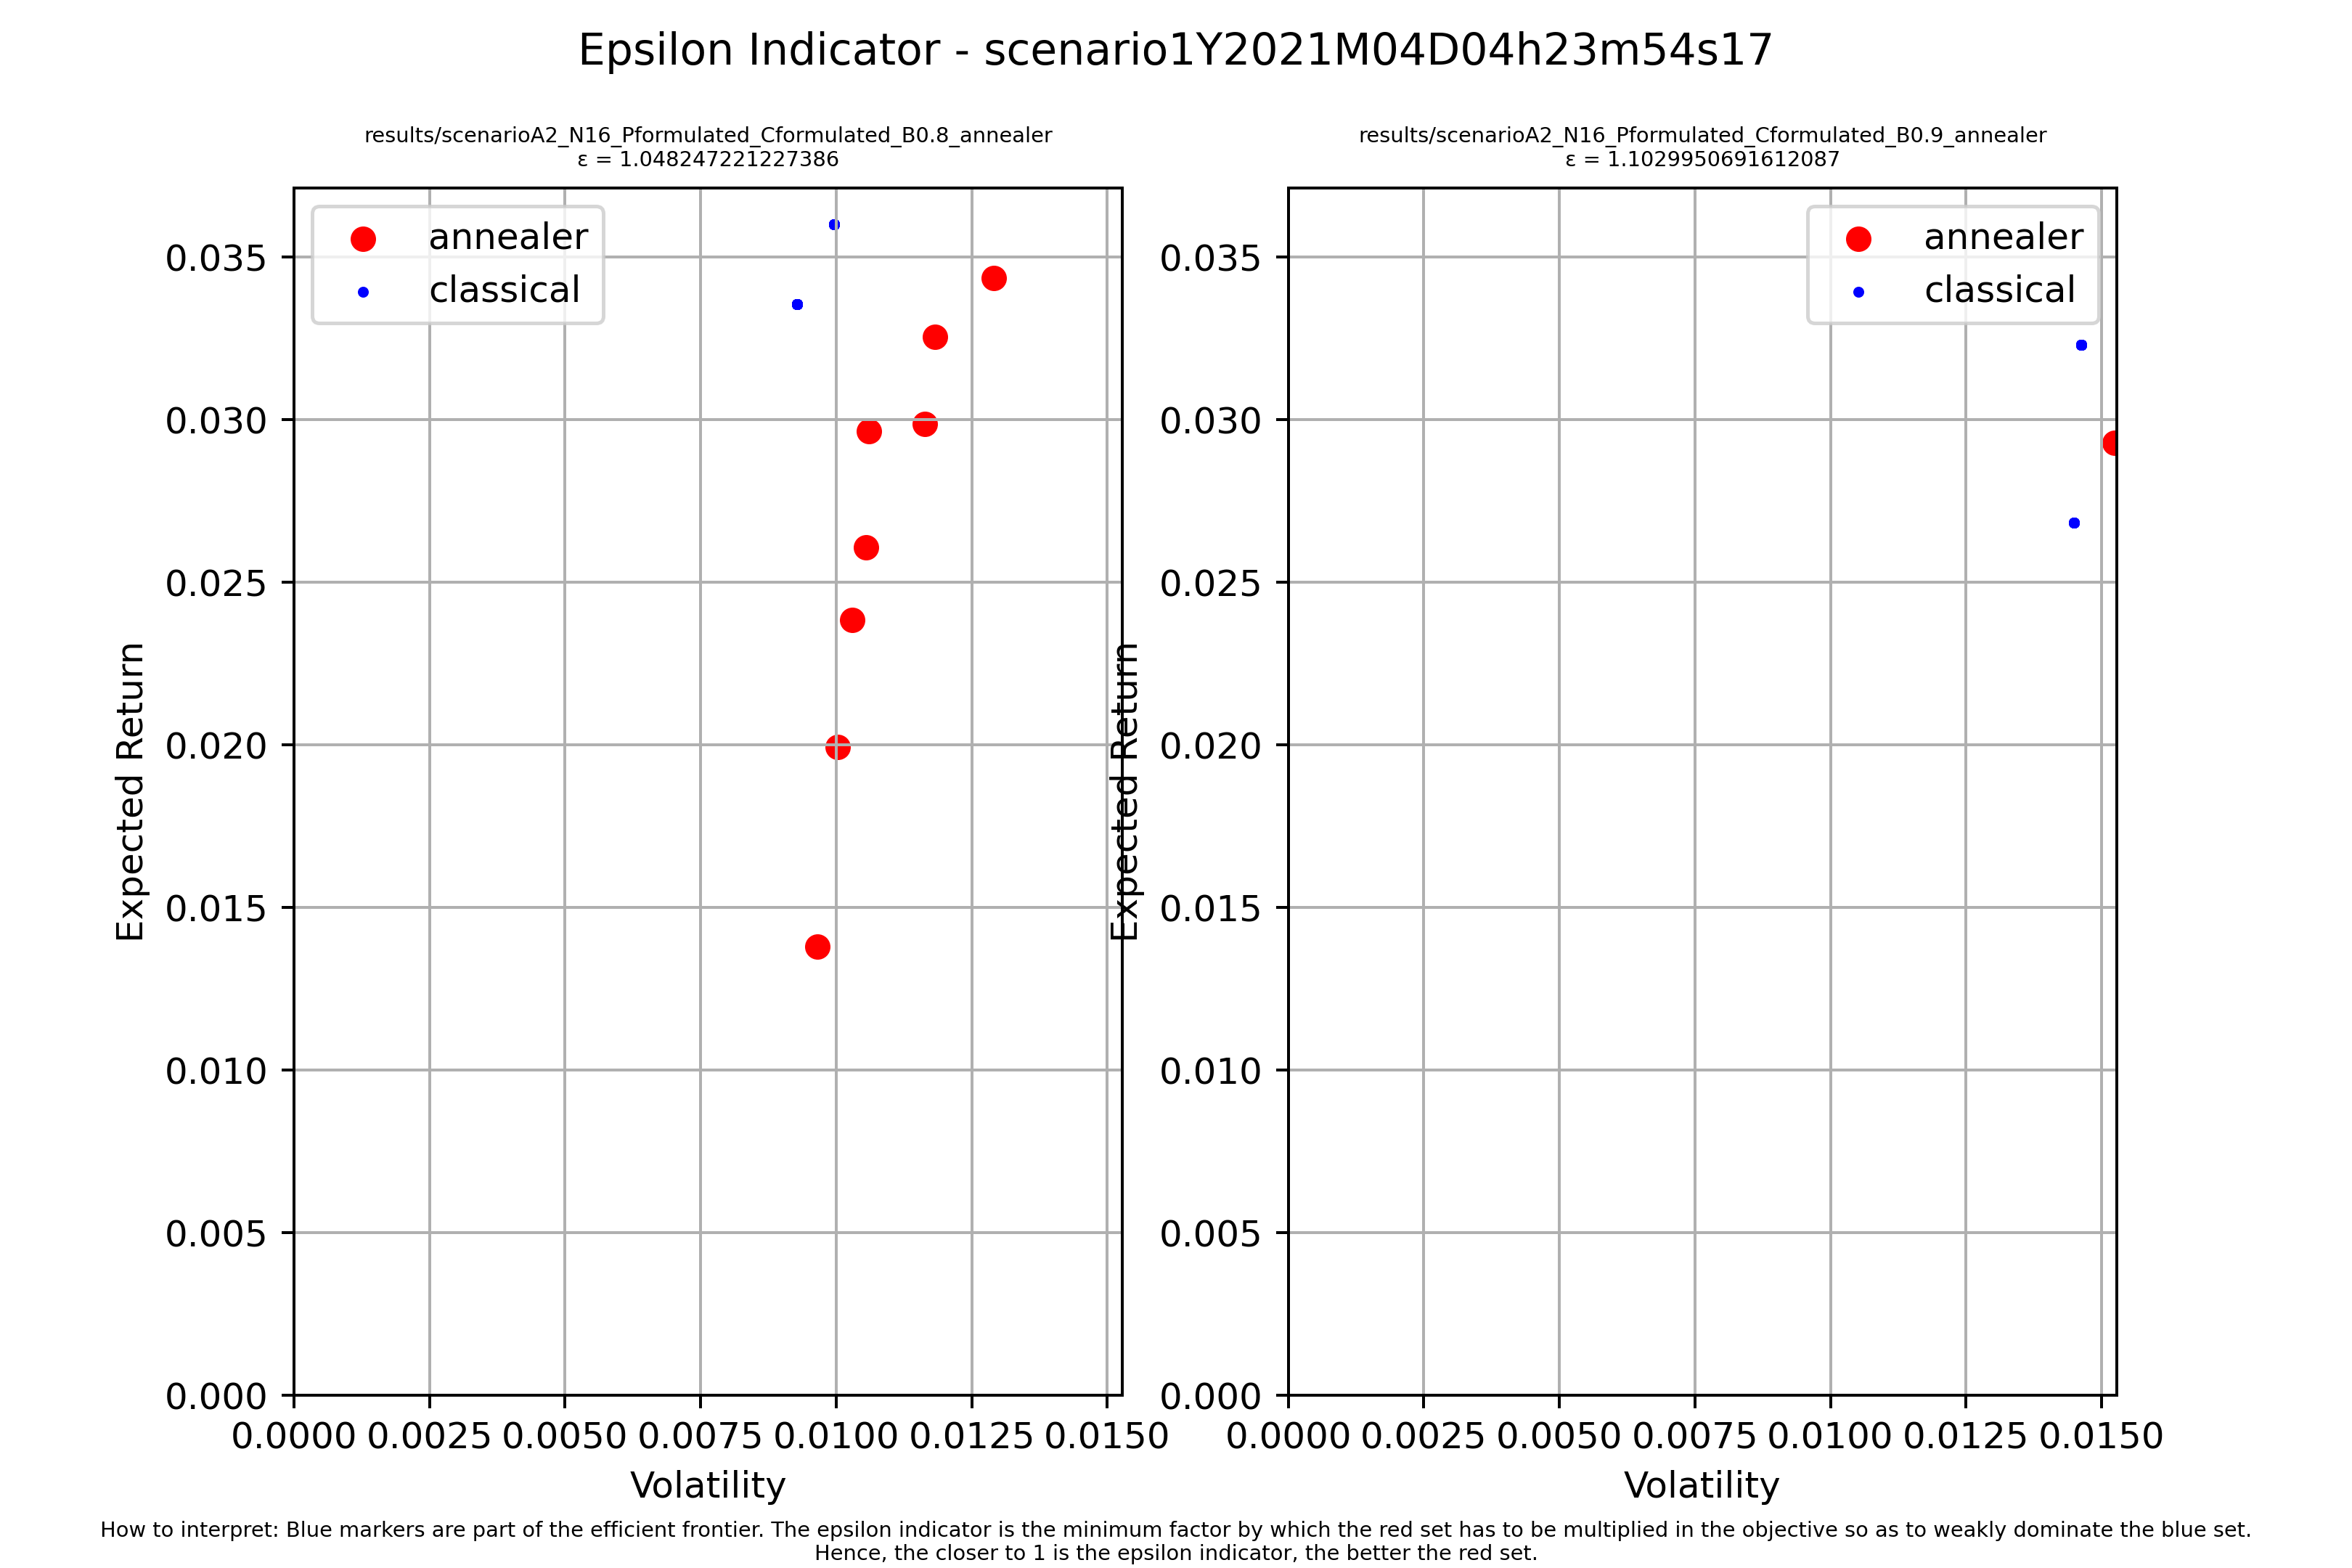 Epsilon Indicator - scenario1Y2021M04D04h23m54s17
results/scenarioA2_N16_Pformulated_Cformulated_B0.8_annealer
ε = 1.048247221227386
annealer
classical
0.035
0.030
0.025
0.020
0.015
0.010
0.005
0.000
Expected Return
0.0000 0.0025 0.0050 0.0075 0.0100 0.0125 0.0150
Volatility
results/scenarioA2_N16_Pformulated_Cformulated_B0.9_annealer
ε = 1.1029950691612087
annealer
classical
0.035
0.030
0.025
0.020
0.015
0.010
0.005
0.000
Expected Return
0.0000 0.0025 0.0050 0.0075 0.0100 0.0125 0.0150
Volatility
How to interpret: Blue markers are part of the efficient frontier. The epsilon indicator is the minimum factor by which the red set has to be multiplied in the objective so as to weakly dominate the blue set.
Hence, the closer to 1 is the epsilon indicator, the better the red set.